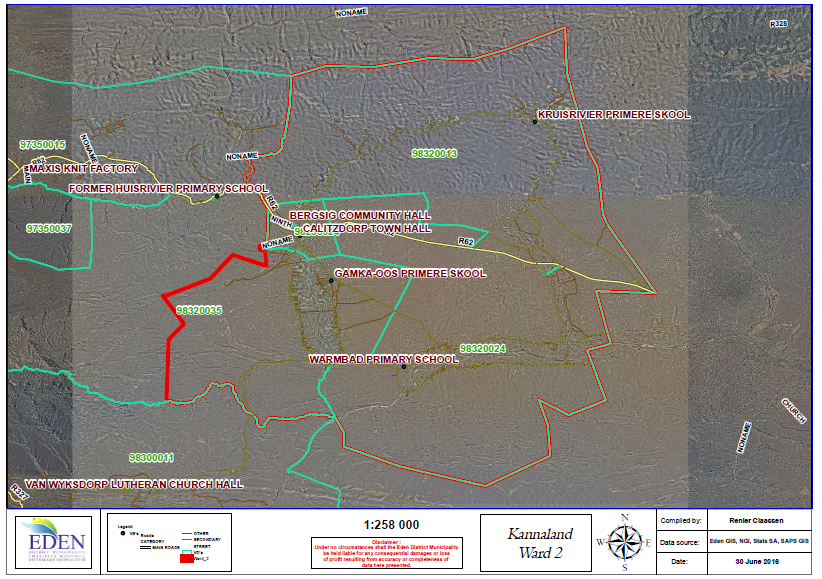 NONAME
R328
KRUISRIVIER PRIMERE SKOOL
97350015
NONAME
NONAME
98320013
R62
MAXIS KNIT FACTORY
MAIN
FORMER HUISRIVIER PRIMARY SCHOOL
R62
BERGSIG COMMUNITY HALL
NINTH
97350037
CALITZDORP TOWN HALL
NONAME
R62
GAMKA-OOS PRIMERE SKOOL
98320035
98320024
WARMBAD PRIMARY SCHOOL
CHURCH
NONAME
98300011
VAN WYKSDORP LUTHERAN CHURCH HALL
R327
EDEN
Legend
VS's
Roads
CATEGORY
MAIN ROADS
OTHER
SECONDARY
STREET
VD's
Ward_2
1:258 000
Disclaimer :
Under no circumstances shall the Eden District Municipality
be held liable for any consequential damages or loss
of profit resulting from accuracy or completeness of
data here presented.
Kannaland
Ward 2
N
W
E
S
Compiled by:
Renier Claassen
Data source:
Eden GIS, NGI, Stats SA, SAPS GIS
Date:
30 June 2016